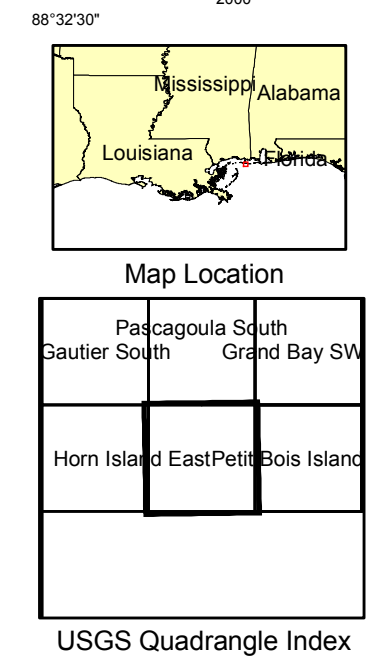 2000
88°32'30"
Mississippi
Alabama
Louisiana
Florida
Map Location
Pascagoula South
Gautier South
Grand Bay SW
Horn Island East
Petit Bois Island
USGS Quadrangle Index